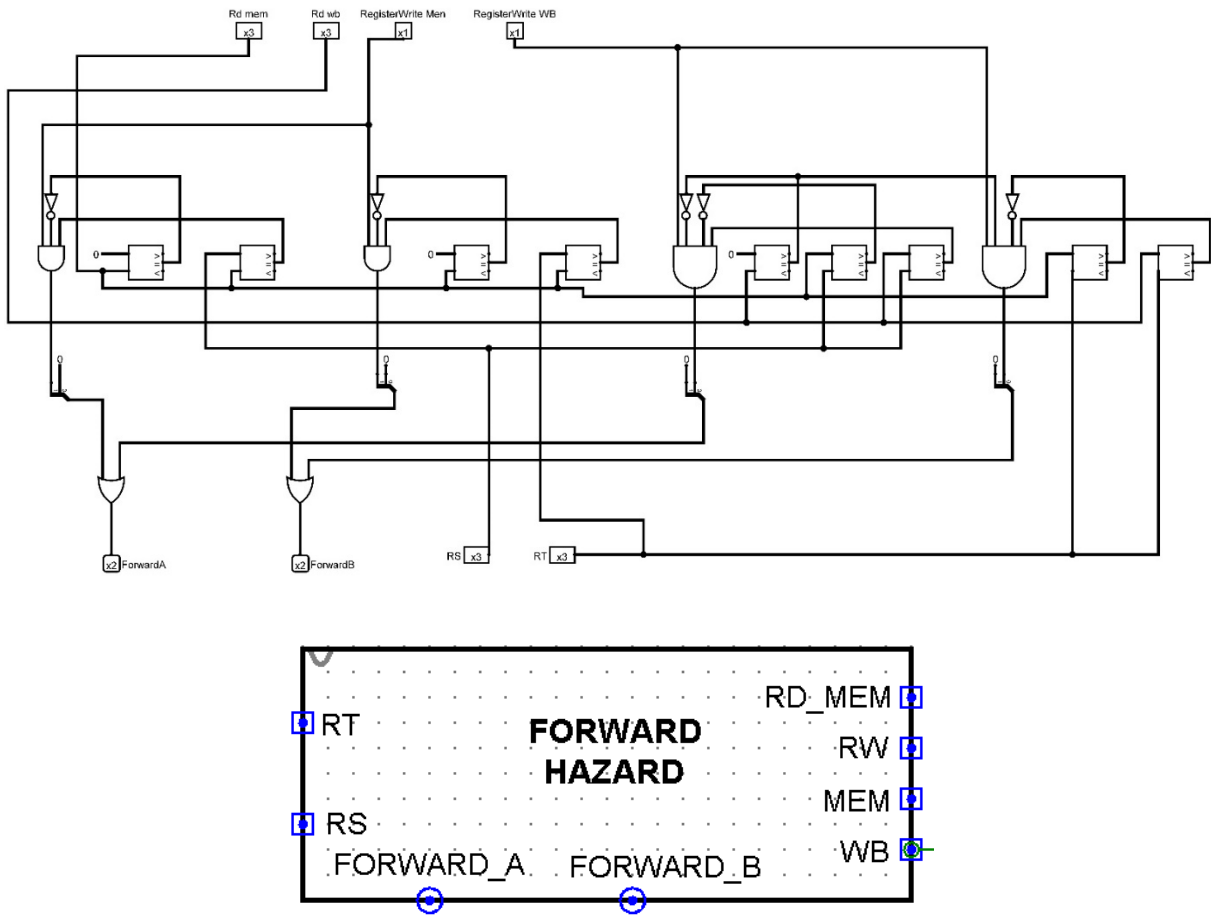 Rd mem
Rd wb
RegisterWrite Men
RegisterWrite WB
x3
x3
x1
x1
0
>
=
<
>
=
<
0
>
=
<
>
=
<
0
>
=
<
>
=
<
>
=
<
>
=
<
>
=
<
0
0
0
0
x2 ForwardA
x2 ForwardB
RS x3
RT x3
RD_MEM
RT
FORWARD
HAZARD
RW
MEM
RS
WB
FORWARD_A
FORWARD_B